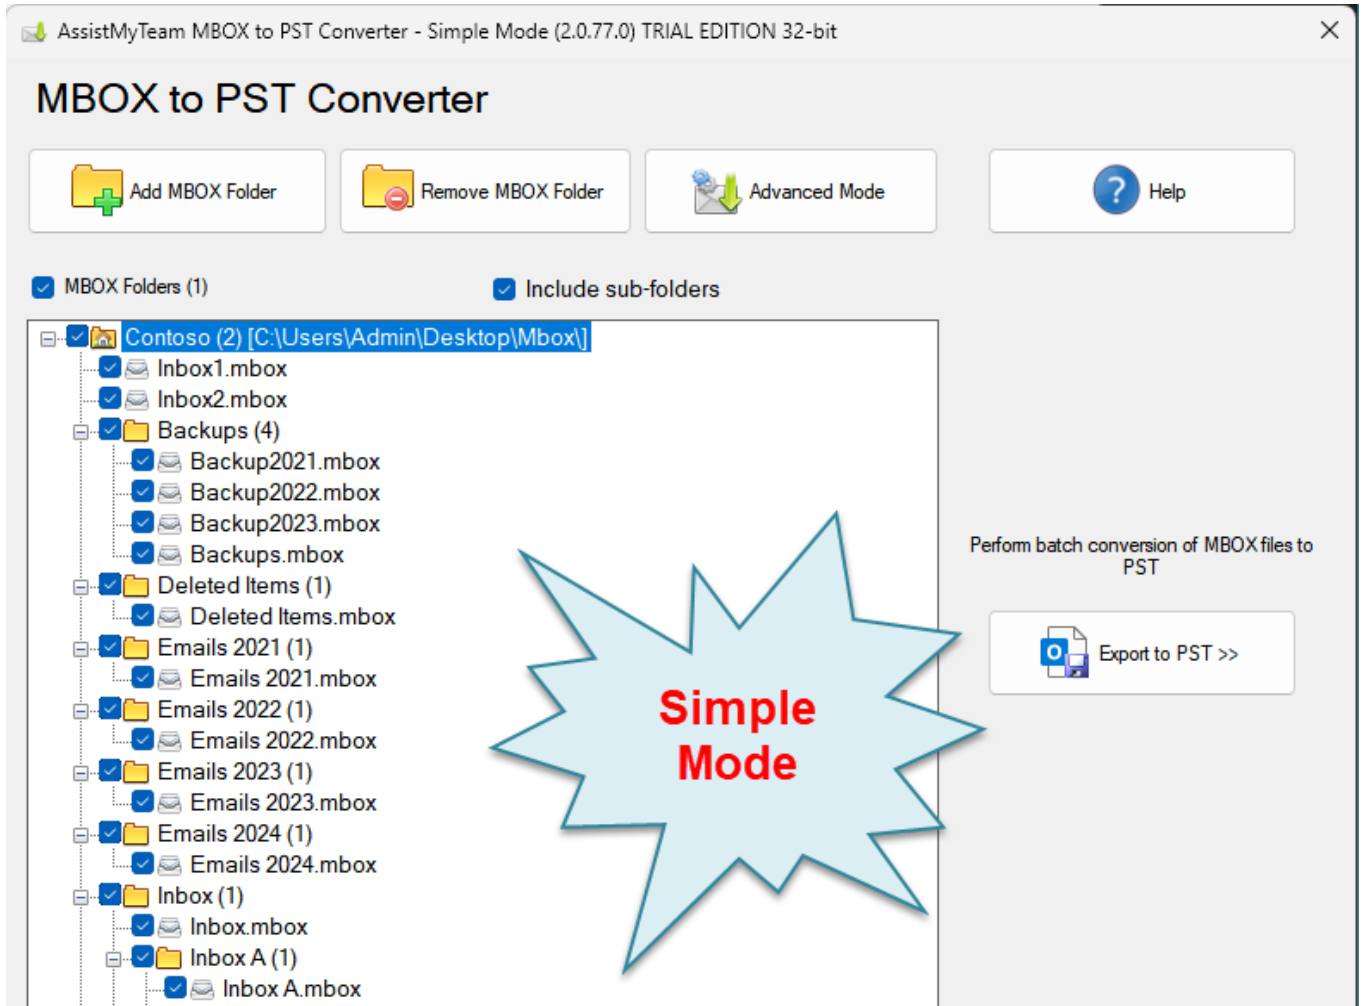 AssistMyTeam MBOX to PST Converter - Simple Mode (2.0.77.0) TRIAL EDITION 32-bit
MBOX to PST Converter
Add MBOX Folder
Remove MBOX Folder
Advanced Mode
Help
MBOX Folders (1)
Include sub-folders
Contoso (2) [C:\Users\Admin\Desktop\Mbox\]
Inbox1.mbox
Inbox2.mbox
Backups (4)
Backup2021.mbox
Backup2022.mbox
Backup2023.mbox
Backups.mbox
Deleted Items (1)
Deleted Items.mbox
Emails 2021 (1)
Emails 2021.mbox
Emails 2022 (1)
Emails 2022.mbox
Emails 2023 (1)
Emails 2023.mbox
Emails 2024 (1)
Emails 2024.mbox
Inbox (1)
Inbox.mbox
Inbox A (1)
Inbox A.mbox
Simple
Mode
Perform batch conversion of MBOX files to
PST
Export to PST >>